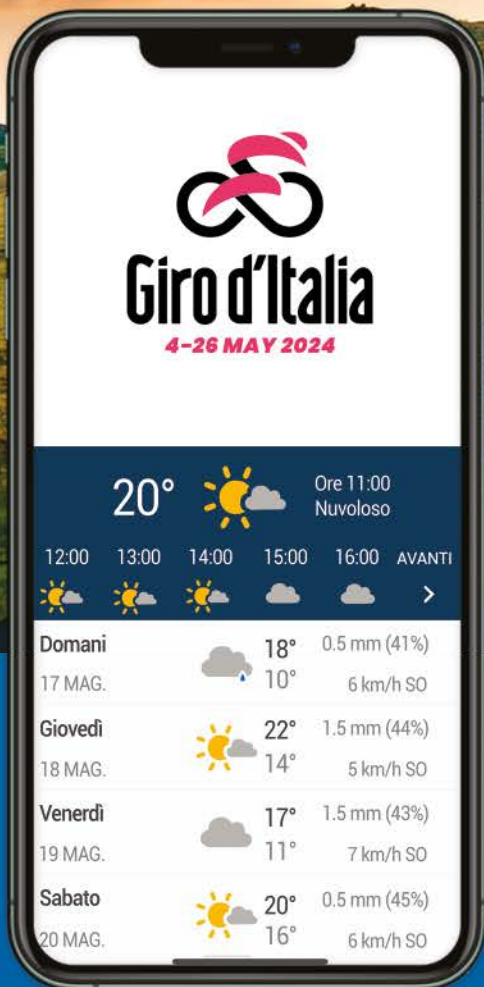 Giro d'Italia
4-26 MAY 2024
20°
Ore 11:00
Nuvoloso
12:00 13:00 14:00 15:00 16:00 AVANTI
Domani 18° 0.5 mm (41%)
17 MAG. 10° 6 km/h SO
Giovedì 22° 1.5 mm (44%)
18 MAG. 14° 5 km/h SO
Venerdì 17° 1.5 mm (43%)
19 MAG. 11° 7 km/h SO
Sabato 20° 0.5 mm (45%)
20 MAG. 16° 6 km/h SO